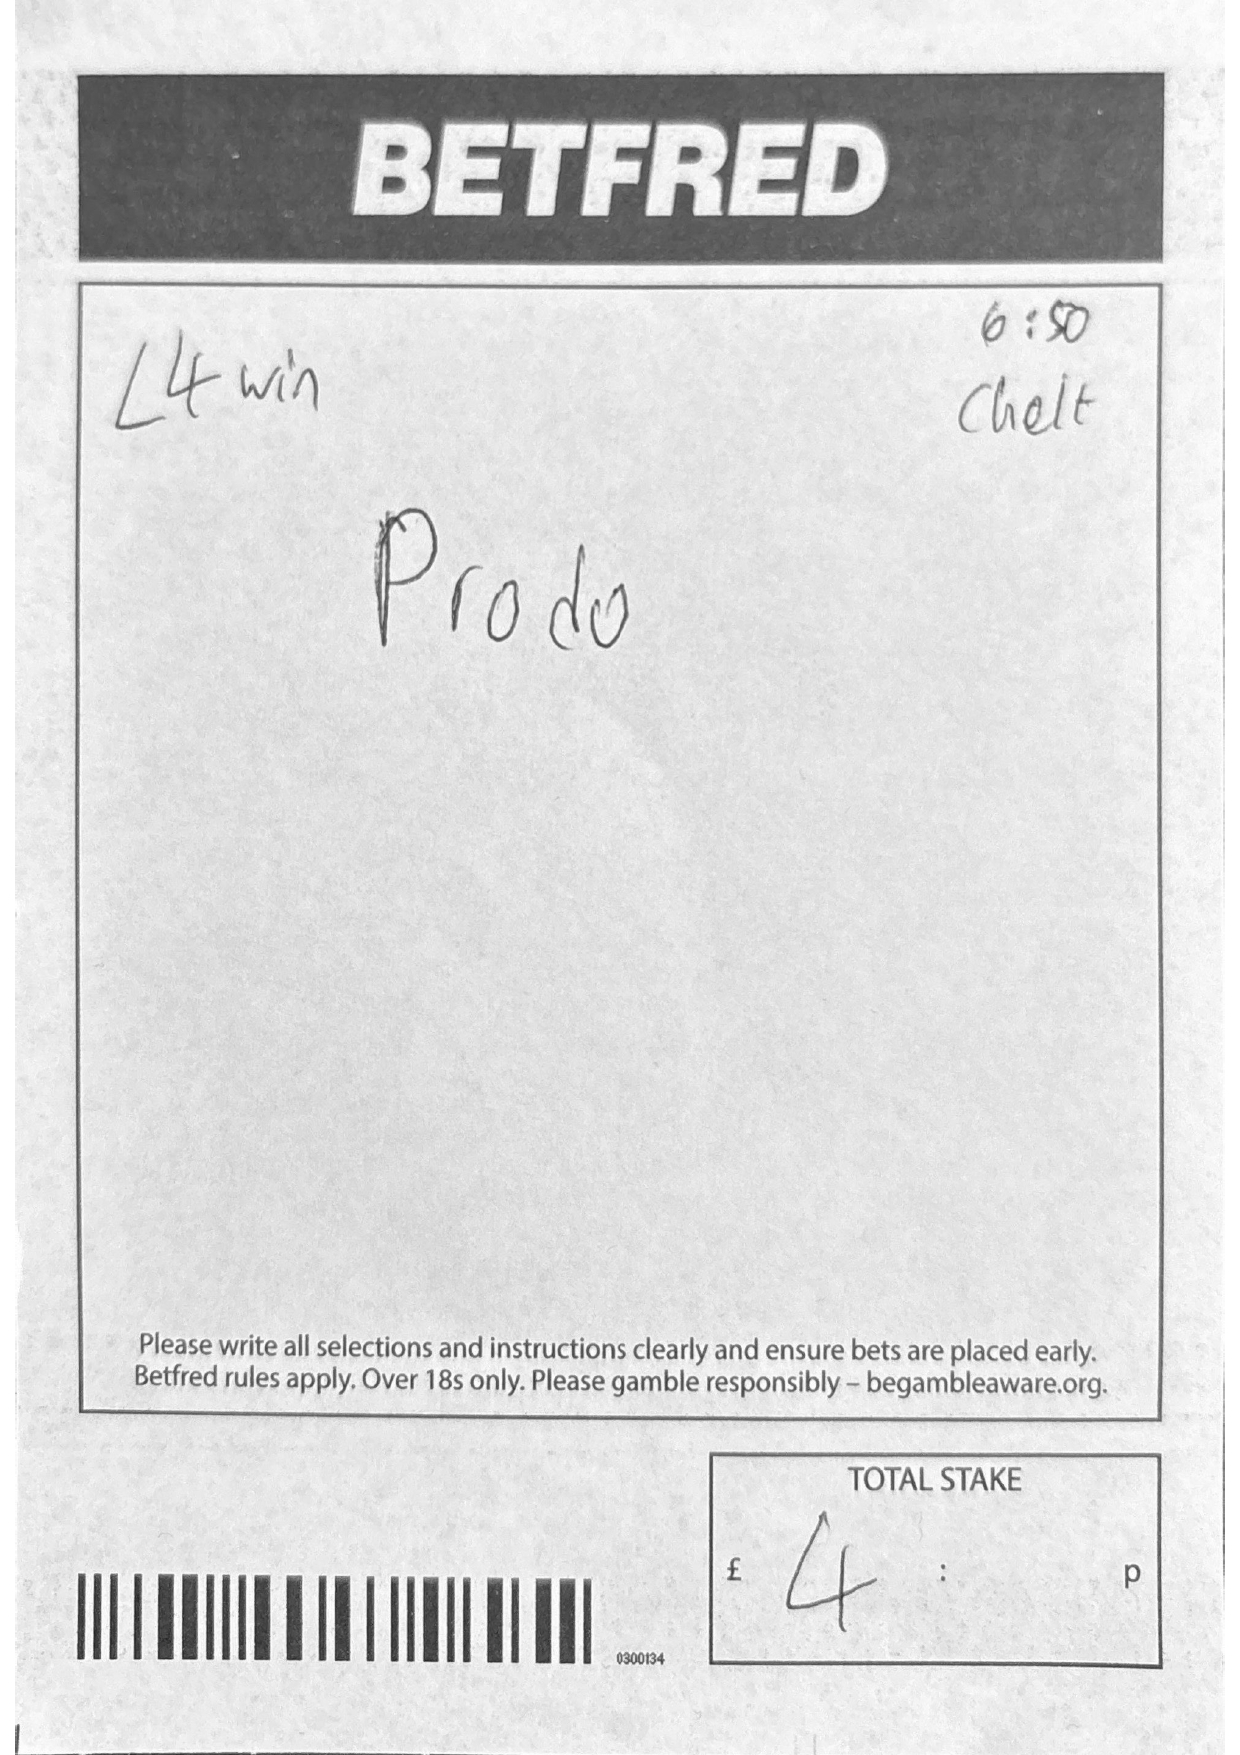 BETFRED
6:50
£4 win
Chelt
Prodo
Please write all selections and instructions clearly and ensure bets are placed early.
Betfred rules apply. Over 18s only. Please gamble responsibly – begambleaware.org.
TOTAL STAKE
£ 4 : p
0300134